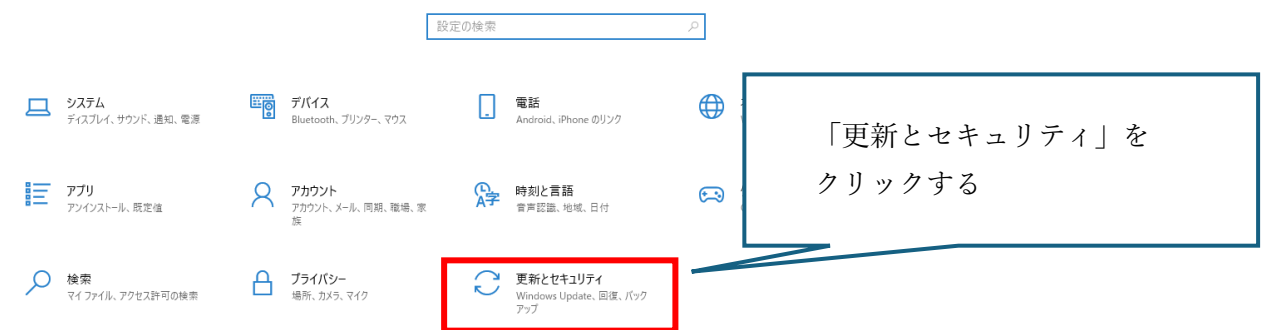 設定の検索
システム
ディスプレイ、サウンド、通知、電源
デバイス
Bluetooth、プリンター、マウス
電話
Android、iPhone のリンク
「更新とセキュリティ」を
クリックする
アプリ
アンインストール、既定値
アカウント
アカウント、メール、同期、職場、家
族
時刻と言語
音声認識、地域、日付
検索
マイ ファイル、アクセス許可の検索
プライバシー
場所、カメラ、マイク
更新とセキュリティ
Windows Update、回復、バック
アップ